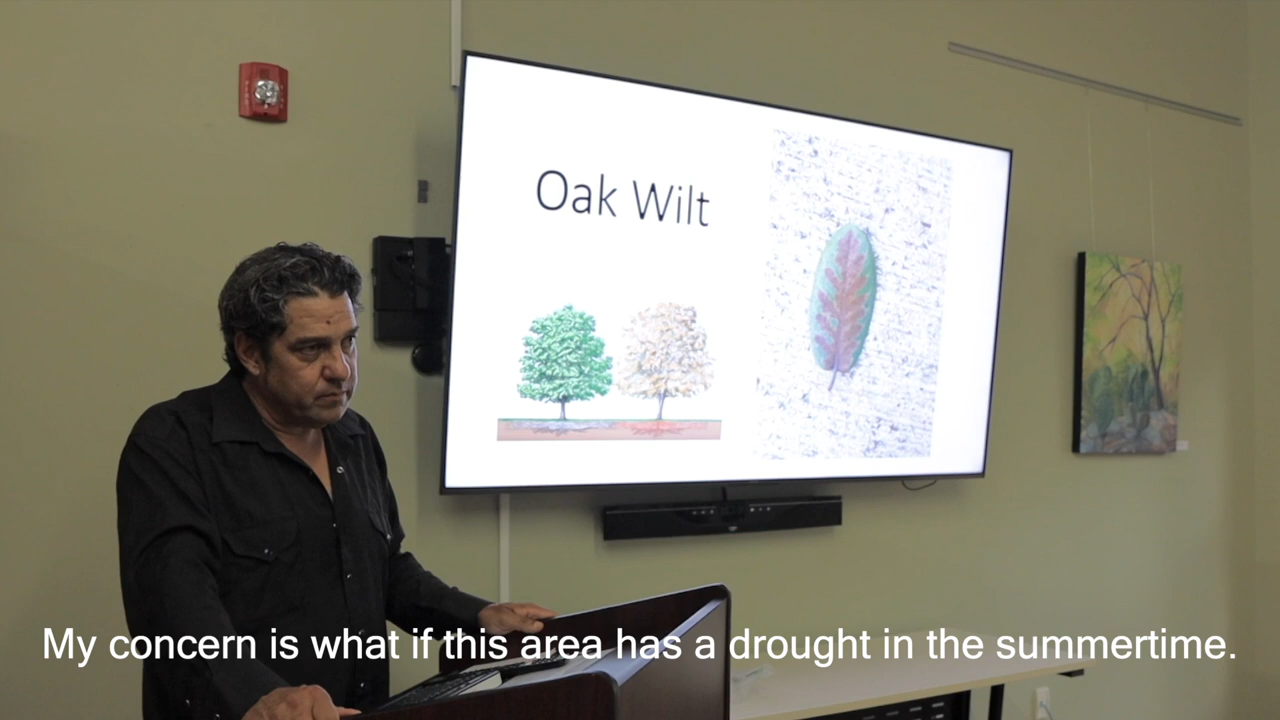 Oak Wilt
My concern is what if this area has a drought in the summertime.